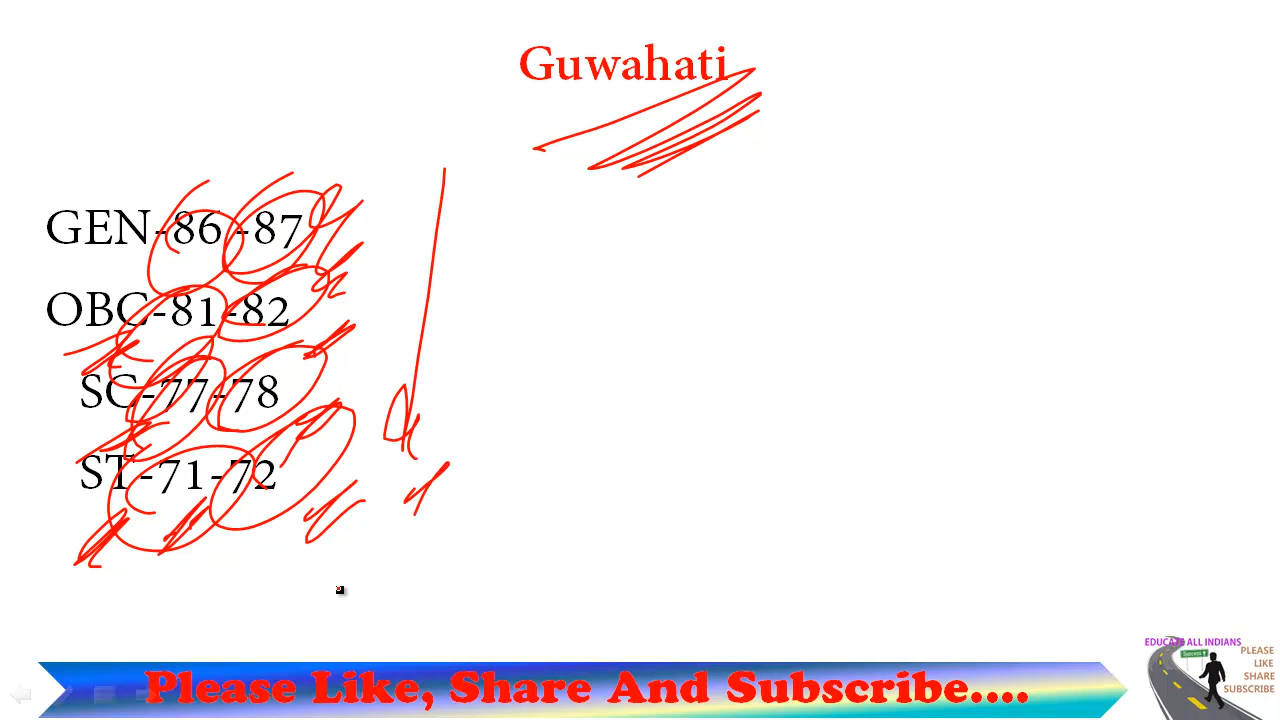 Guwahati
GEN-86 -87
OBC-81-82
SC-77-78
ST-71-72
EDUCATE ALL INDIANS
Success
PLEASE
LIKE
SHARE
SUBSCRIBE
Please Like, Share And Subscribe....